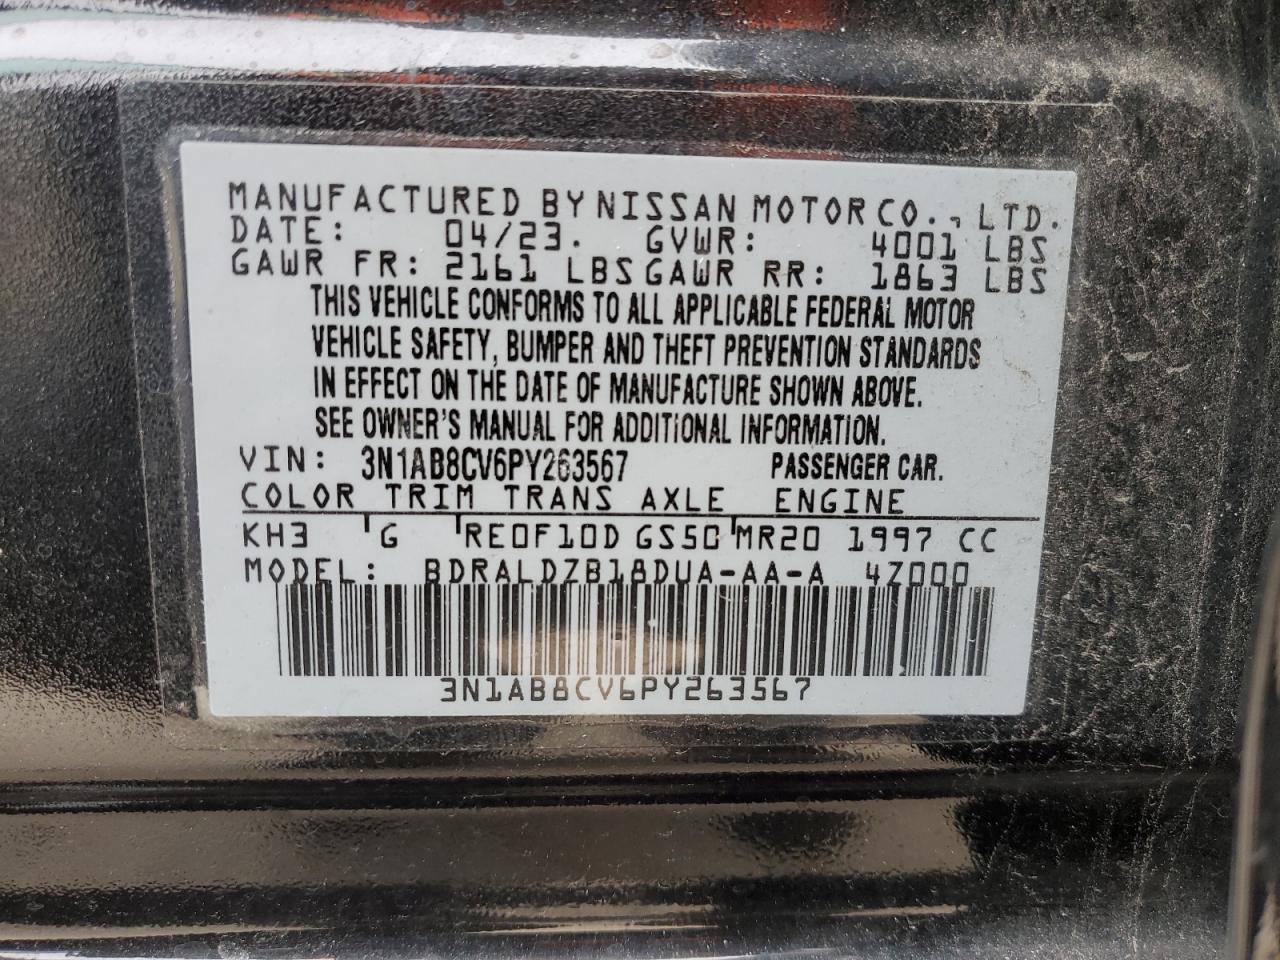 MANUFACTURED BY NISSAN MOTOR CO., LTD.
DATE: 04/23. GVWR: 4001 LBS
GAWR FR: 2161 LBS GAWR RR: 1863 LBS
THIS VEHICLE CONFORMS TO ALL APPLICABLE FEDERAL MOTOR
VEHICLE SAFETY, BUMPER AND THEFT PREVENTION STANDARDS
IN EFFECT ON THE DATE OF MANUFACTURE SHOWN ABOVE.
SEE OWNER'S MANUAL FOR ADDITIONAL INFORMATION.
VIN: 3N1AB8CV6PY263567 PASSENGER CAR.
COLOR TRIM TRANS AXLE ENGINE
KH3 G RE0F10D GS50 MR20 1997 CC
MODEL: BDRALDZB18DUA-AA-A 4Z000
3N1AB8CV6PY263567